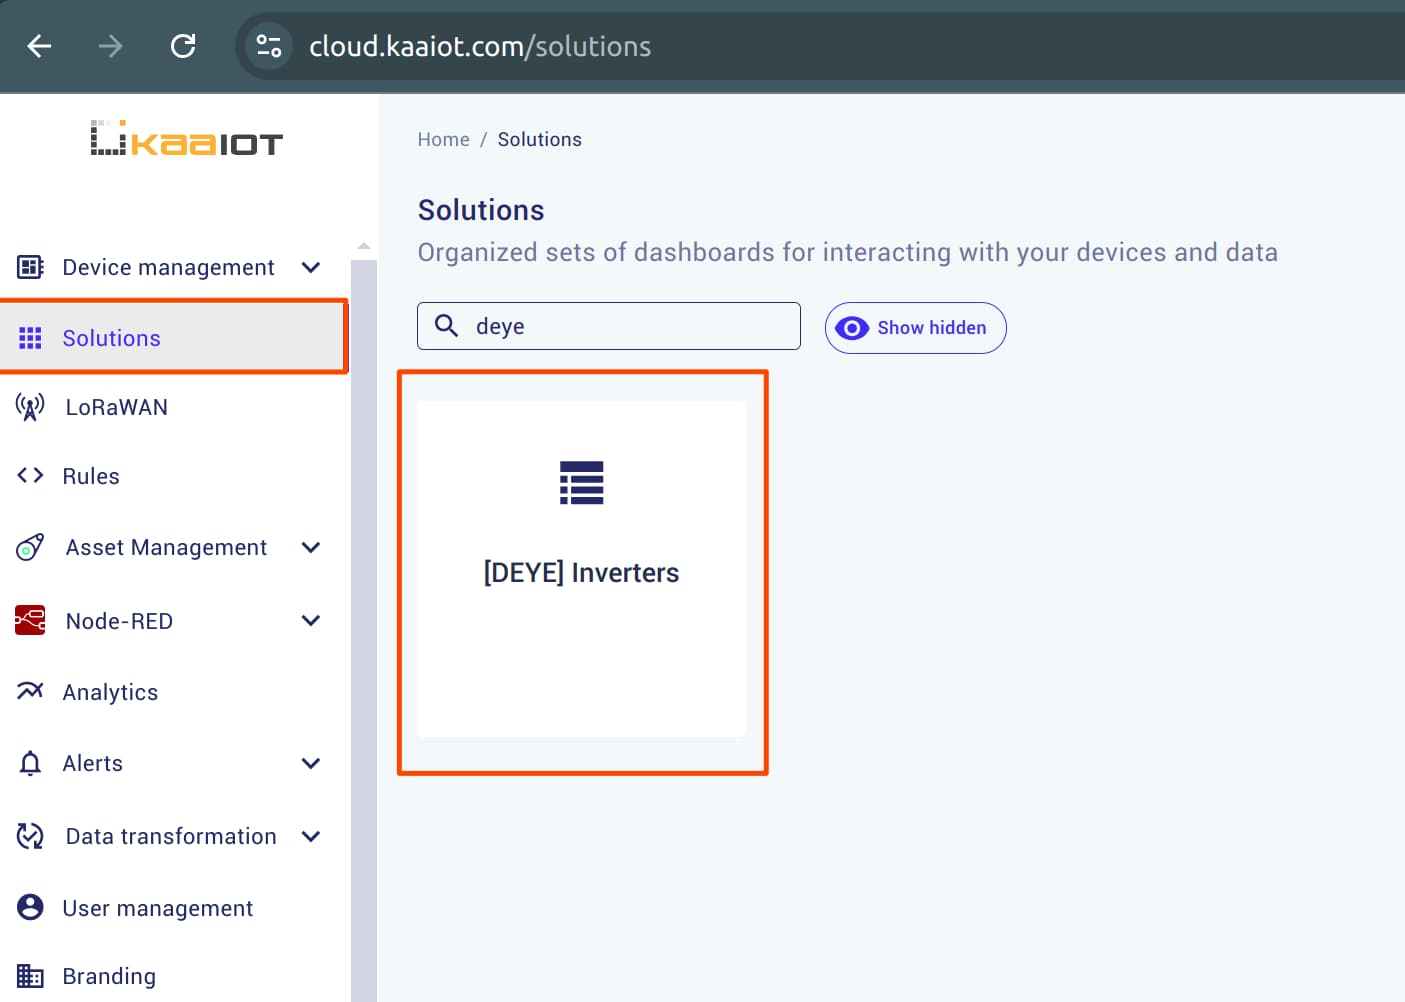 cloud.kaaiot.com/solutions
kaaIOT
Home / Solutions
Solutions
Organized sets of dashboards for interacting with your devices and data
deye
Show hidden
[DEYE] Inverters
Device management
Solutions
LoRaWAN
Rules
Asset Management
Node-RED
Analytics
Alerts
Data transformation
User management
Branding